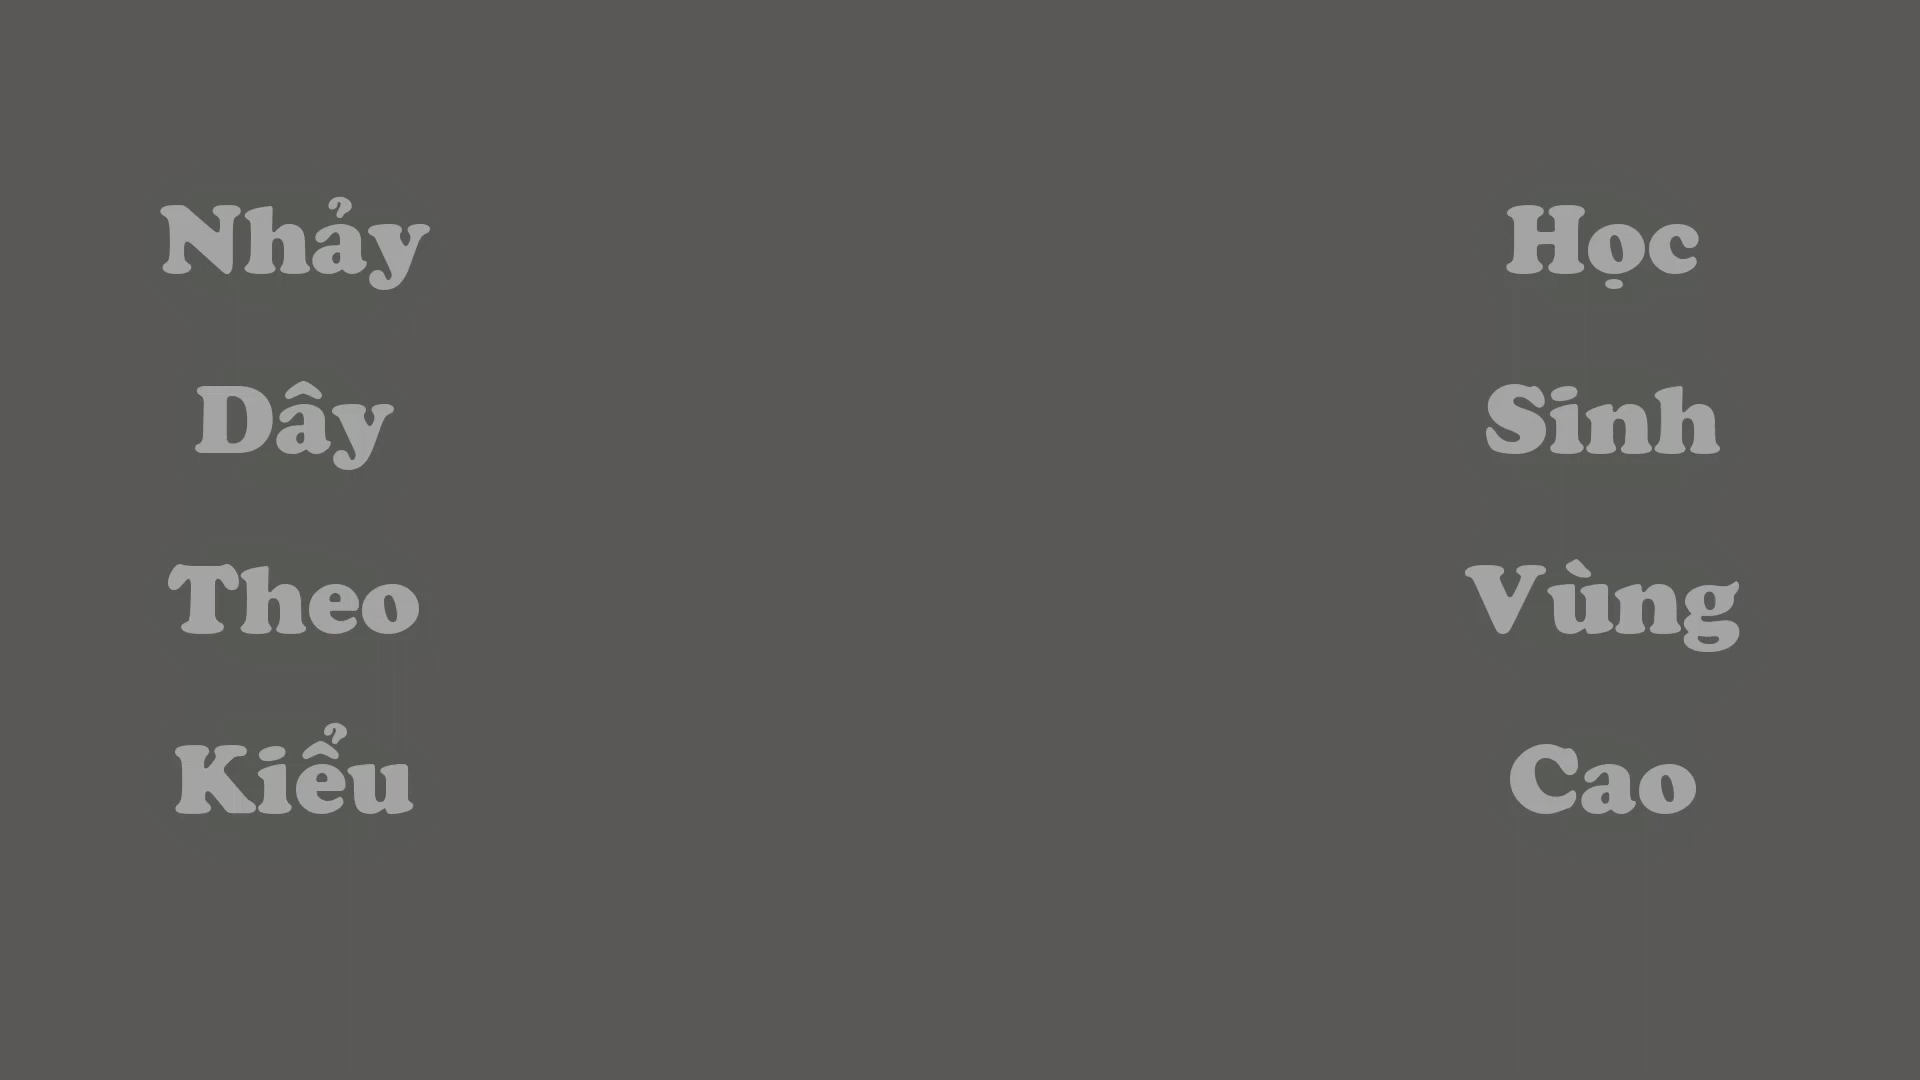 Nhảy
Dây
Theo
Kiểu
Học
Sinh
Vùng
Cao